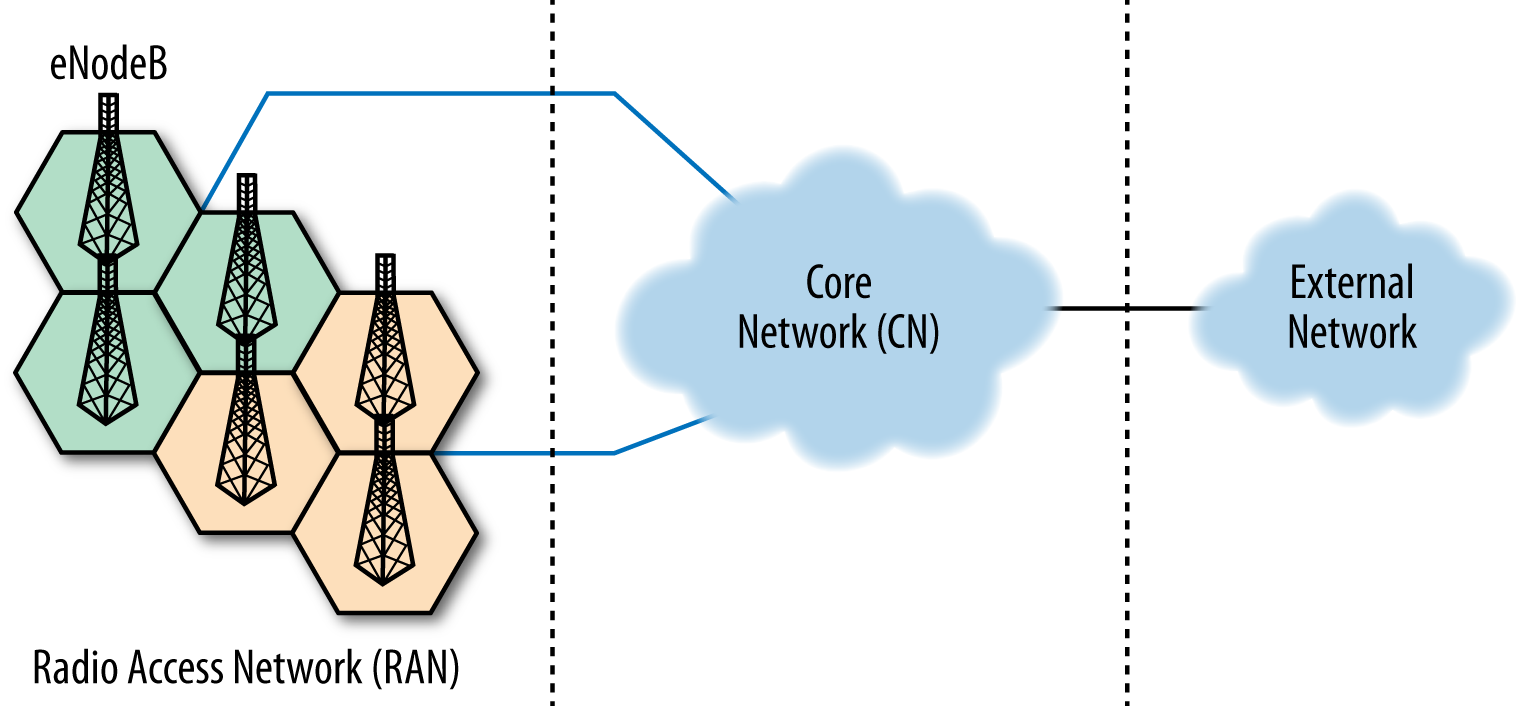 eNodeB
Core
Network (CN)
External
Network
Radio Access Network (RAN)